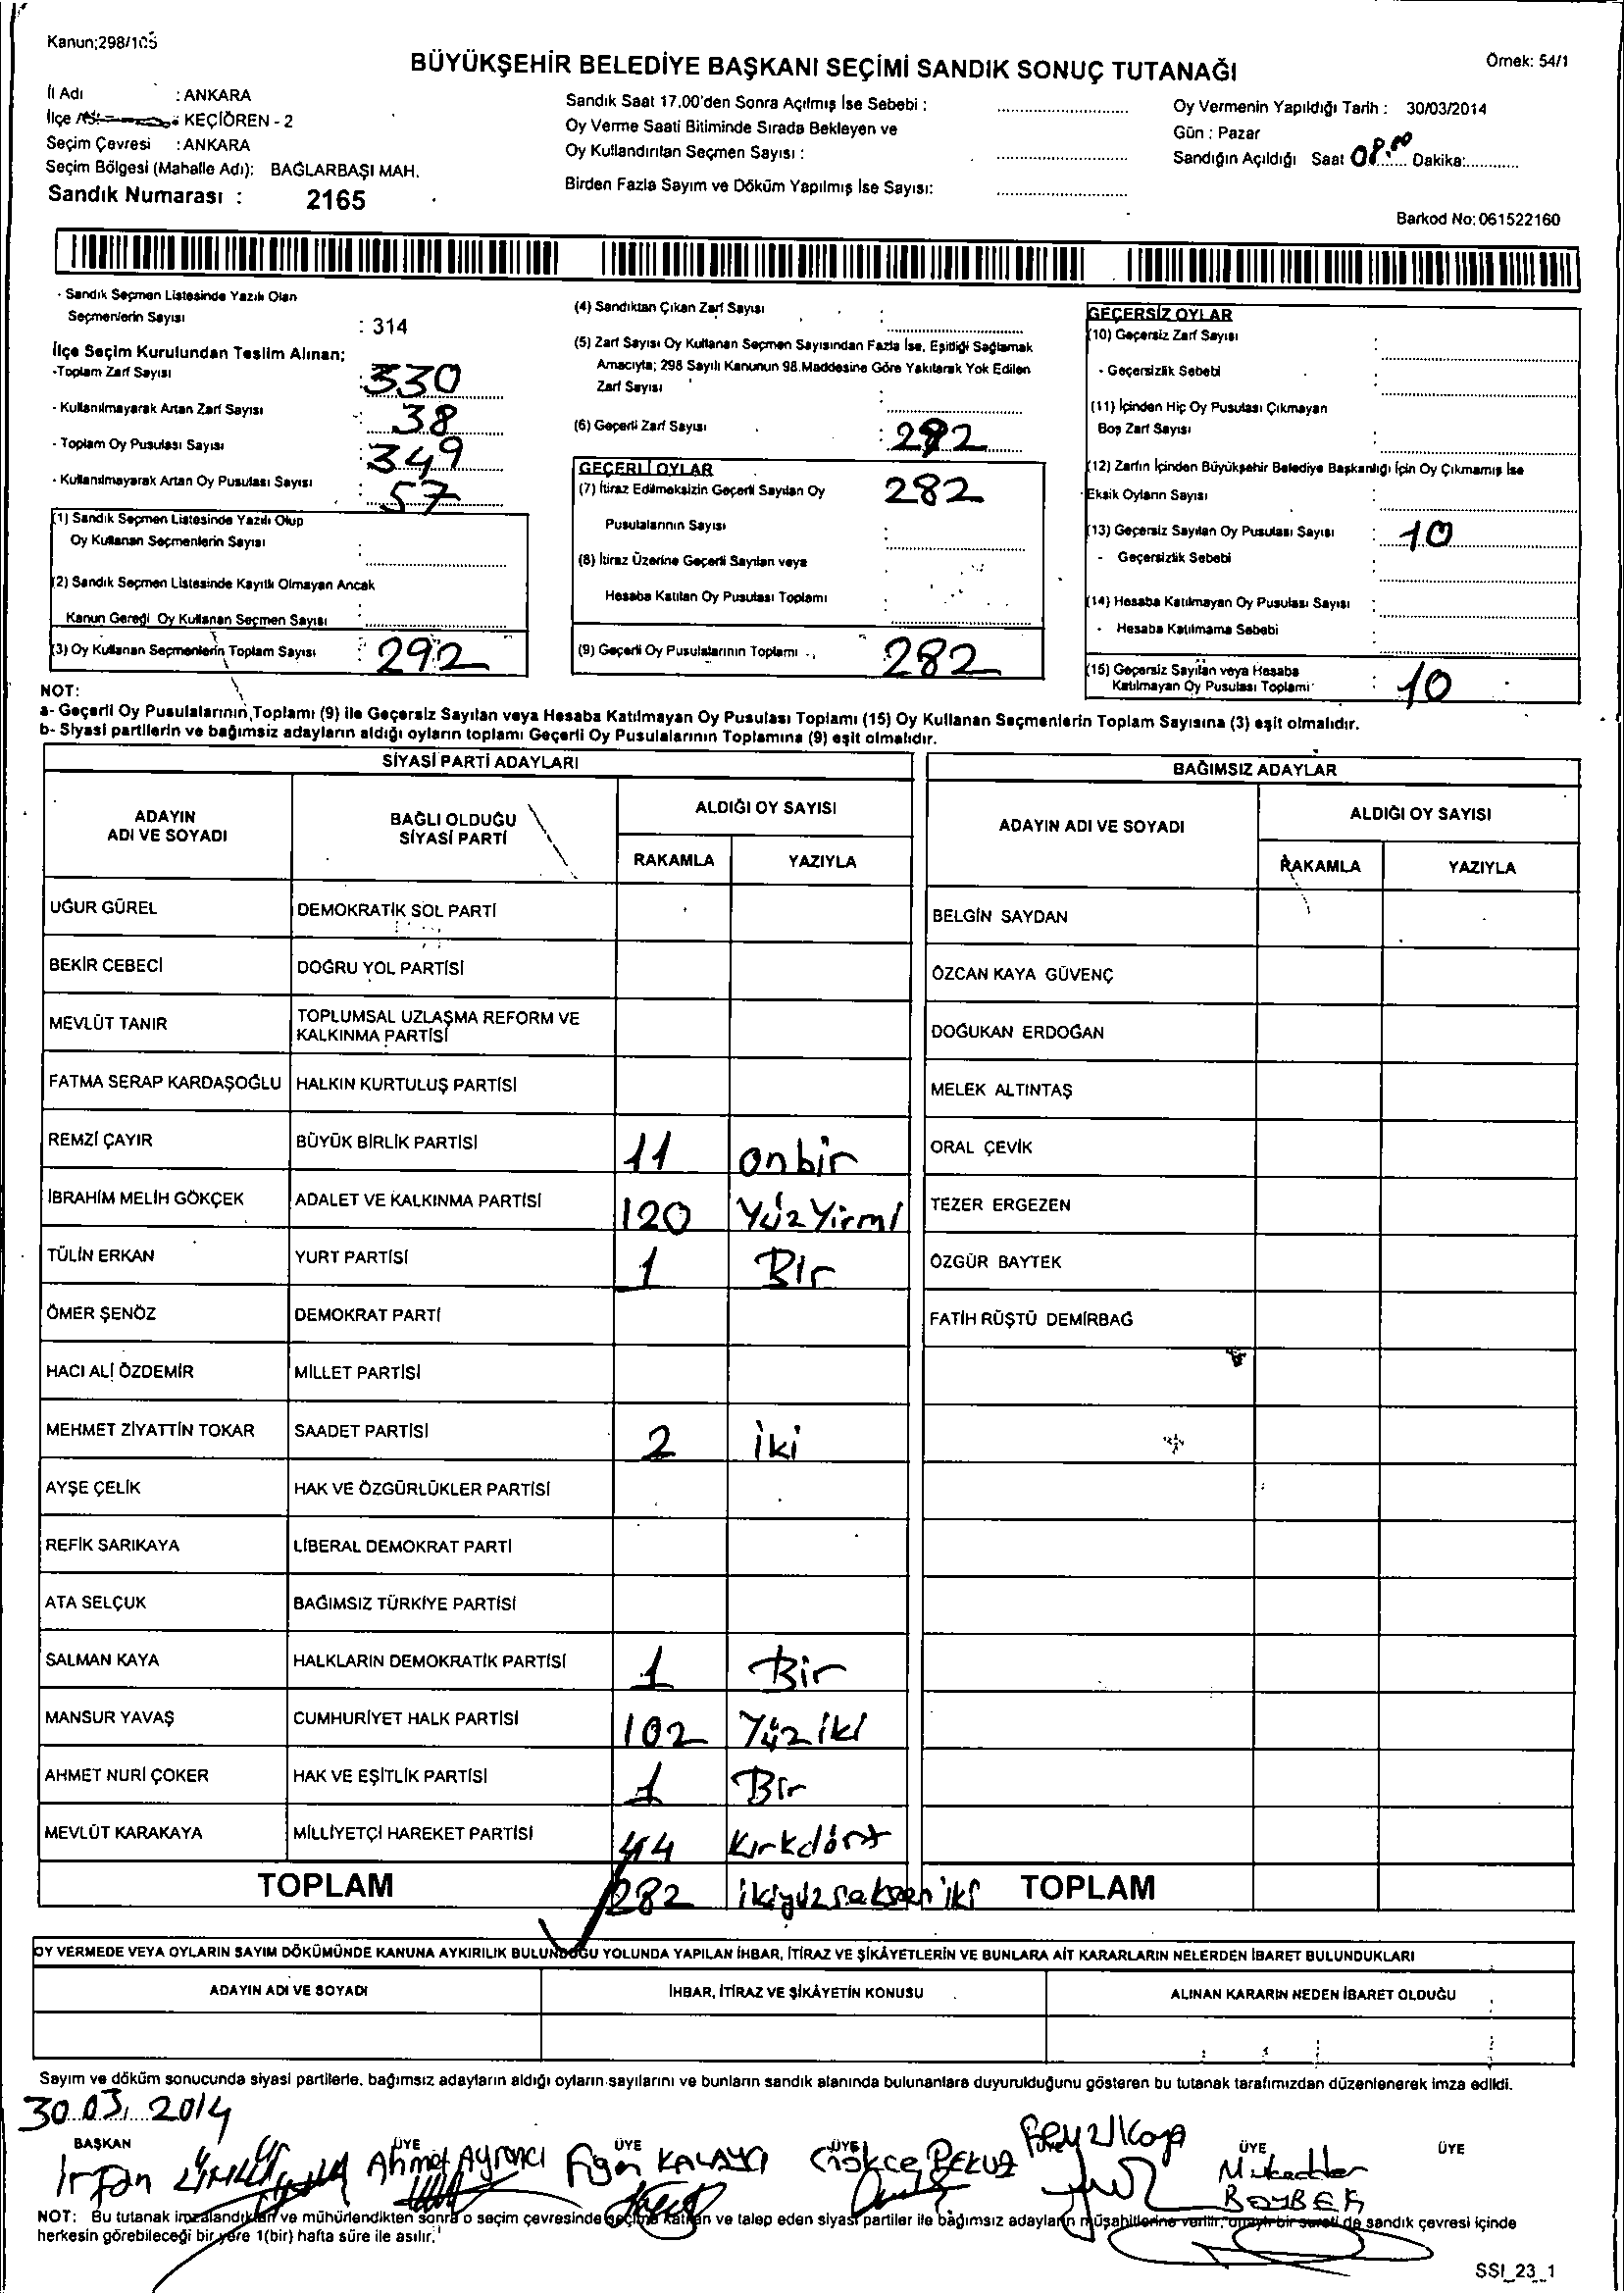 Kanun;298/105
BÜYÜKŞEHİR BELEDİYE BAŞKANI SEÇİMİ SANDIK SONUÇ TUTANAĞI
Örnek: 54/1
İl Adı : ANKARA
İlçe : KEÇİÖREN - 2
Seçim Çevresi : ANKARA
Seçim Bölgesi (Mahalle Adı): BAĞLARBAŞI MAH.
Sandık Numarası : 2165
Sandık Saat 17.00'den Sonra Açılmış İse Sebebi :
Oy Verme Saati Bitiminde Sırada Bekleyen ve
Oy Kullandırılan Seçmen Sayısı :
Birden Fazla Sayım ve Döküm Yapılmış İse Sayısı:
Oy Vermenin Yapıldığı Tarih : 30/03/2014
Gün : Pazar
Sandığın Açıldığı Saat 08.00 Dakika:
Barkod No: 061522160
- Sandık Seçmen Listesinde Yazılı Olan
Seçmenlerin Sayısı : 314
İlçe Seçim Kurulundan Teslim Alınan;
-Toplam Zarf Sayısı : 330
- Kullanılmayarak Artan Zarf Sayısı : 38
- Toplam Oy Pusulası Sayısı : 349
- Kullanılmayarak Artan Oy Pusulası Sayısı : 57
(1) Sandık Seçmen Listesinde Yazılı Olup
Oy Kullanan Seçmenlerin Sayısı :
(2) Sandık Seçmen Listesinde Kayıtlı Olmayan Ancak
Kanun Gereği Oy Kullanan Seçmen Sayısı :
(3) Oy Kullanan Seçmenlerin Toplam Sayısı : 292
(4) Sandıktan Çıkan Zarf Sayısı :
(5) Zarf Sayısı Oy Kullanan Seçmen Sayısından Fazla İse, Eşitliği Sağlamak
Amacıyla; 298 Sayılı Kanunun 98.Maddesine Göre Yakılarak Yok Edilen
Zarf Sayısı :
(6) Geçerli Zarf Sayısı : 292
GEÇERLİ OYLAR
(7) İtiraz Edilmeksizin Geçerli Sayılan Oy 282
Pusulalarının Sayısı :
(8) İtiraz Üzerine Geçerli Sayılan veya
Hesaba Katılan Oy Pusulası Toplamı :
(9) Geçerli Oy Pusulalarının Toplamı : 282
GEÇERSİZ OYLAR
(10) Geçersiz Zarf Sayısı :
- Geçersizlik Sebebi :
(11) İçinden Hiç Oy Pusulası Çıkmayan
Boş Zarf Sayısı :
(12) Zarfın İçinden Büyükşehir Belediye Başkanlığı İçin Oy Çıkmamış İse
Eksik Oyların Sayısı :
(13) Geçersiz Sayılan Oy Pusulası Sayısı : 10
- Geçersizlik Sebebi :
(14) Hesaba Katılmayan Oy Pusulası Sayısı :
- Hesaba Katılmama Sebebi :
(15) Geçersiz Sayılan veya Hesaba
Katılmayan Oy Pusulası Toplamı : 10
NOT:
a- Geçerli Oy Pusulalarının Toplamı (9) ile Geçersiz Sayılan veya Hesaba Katılmayan Oy Pusulası Toplamı (15) Oy Kullanan Seçmenlerin Toplam Sayısına (3) eşit olmalıdır.
b- Siyasi partilerin ve bağımsız adayların aldığı oyların toplamı Geçerli Oy Pusulalarının Toplamına (9) eşit olmalıdır.
SİYASİ PARTİ ADAYLARI
ADAYIN ADI VE SOYADI
BAĞLI OLDUĞU SİYASİ PARTİ
ALDIĞI OY SAYISI
RAKAMLA YAZIYLA
UĞUR GÜREL DEMOKRATİK SOL PARTİ
BEKİR CEBECİ DOĞRU YOL PARTİSİ
MEVLÜT TANIR TOPLUMSAL UZLAŞMA REFORM VE
KALKINMA PARTİSİ
FATMA SERAP KARDAŞOĞLU HALKIN KURTULUŞ PARTİSİ
REMZİ ÇAYIR BÜYÜK BİRLİK PARTİSİ 11 onbir
İBRAHİM MELİH GÖKÇEK ADALET VE KALKINMA PARTİSİ 120 YüzYirmi
TÜLİN ERKAN YURT PARTİSİ 1 Bir
ÖMER ŞENÖZ DEMOKRAT PARTİ
HACI ALİ ÖZDEMİR MİLLET PARTİSİ
MEHMET ZİYATTİN TOKAR SAADET PARTİSİ 2 iki
AYŞE ÇELİK HAK VE ÖZGÜRLÜKLER PARTİSİ
REFİK SARIKAYA LİBERAL DEMOKRAT PARTİ
ATA SELÇUK BAĞIMSIZ TÜRKİYE PARTİSİ
SALMAN KAYA HALKLARIN DEMOKRATİK PARTİSİ 1 Bir
MANSUR YAVAŞ CUMHURİYET HALK PARTİSİ 102 Yüz iki
AHMET NURİ ÇOKER HAK VE EŞİTLİK PARTİSİ 1 Bir
MEVLÜT KARAKAYA MİLLİYETÇİ HAREKET PARTİSİ 44 Kırkdört
TOPLAM 282 ikiyüzseksen iki
BAĞIMSIZ ADAYLAR
ADAYIN ADI VE SOYADI
ALDIĞI OY SAYISI
RAKAMLA YAZIYLA
BELGİN SAYDAN
ÖZCAN KAYA GÜVENÇ
DOĞUKAN ERDOĞAN
MELEK ALTINTAŞ
ORAL ÇEVİK
TEZER ERGEZEN
ÖZGÜR BAYTEK
FATİH RÜŞTÜ DEMİRBAĞ
TOPLAM
OY VERMEDE VEYA OYLARIN SAYIM DÖKÜMÜNDE KANUNA AYKIRILIK BULUNDUĞU YOLUNDA YAPILAN İHBAR, İTİRAZ VE ŞİKÂYETLERİN VE BUNLARA AİT KARARLARIN NELERDEN İBARET BULUNDUKLARI
ADAYIN ADI VE SOYADI
İHBAR, İTİRAZ VE ŞİKÂYETİN KONUSU
ALINAN KARARIN NEDEN İBARET OLDUĞU
Sayım ve döküm sonucunda siyasi partilerle, bağımsız adayların aldığı oyların sayılarını ve bunların sandık alanında bulunanlara duyurulduğunu gösteren bu tutanak tarafımızdan düzenlenerek imza edildi.
30.03.2014
BAŞKAN ÜYE ÜYE ÜYE ÜYE ÜYE ÜYE
İrfan Ahmet Ayrancı Figen KALAYCI Gökçe Mukadder
NOT: Bu tutanak imzalandıktan ve mühürlendikten sonra o seçim çevresinde seçime katılan ve talep eden siyasi partiler ile bağımsız adayların müşahitlerine verilir, onaylı bir sureti de sandık çevresi içinde
herkesin görebileceği bir yere 1(bir) hafta süre ile asılır.
SSI_23_1